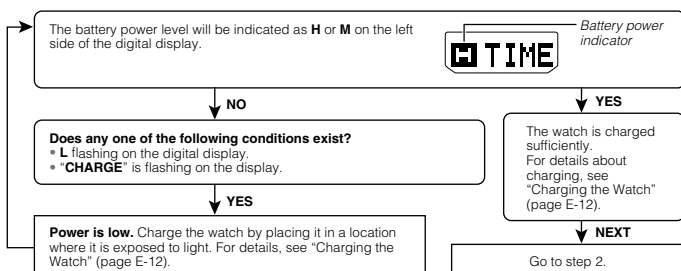 The battery power level will be indicated as H or M on the left
side of the digital display.
H TIME
Battery power
indicator
NO
YES
Does any one of the following conditions exist?
• L flashing on the digital display.
• “CHARGE” is flashing on the display.
The watch is charged
sufficiently.
For details about
charging, see
“Charging the Watch”
(page E-12).
YES
NEXT
Power is low. Charge the watch by placing it in a location
where it is exposed to light. For details, see “Charging the
Watch” (page E-12).
Go to step 2.